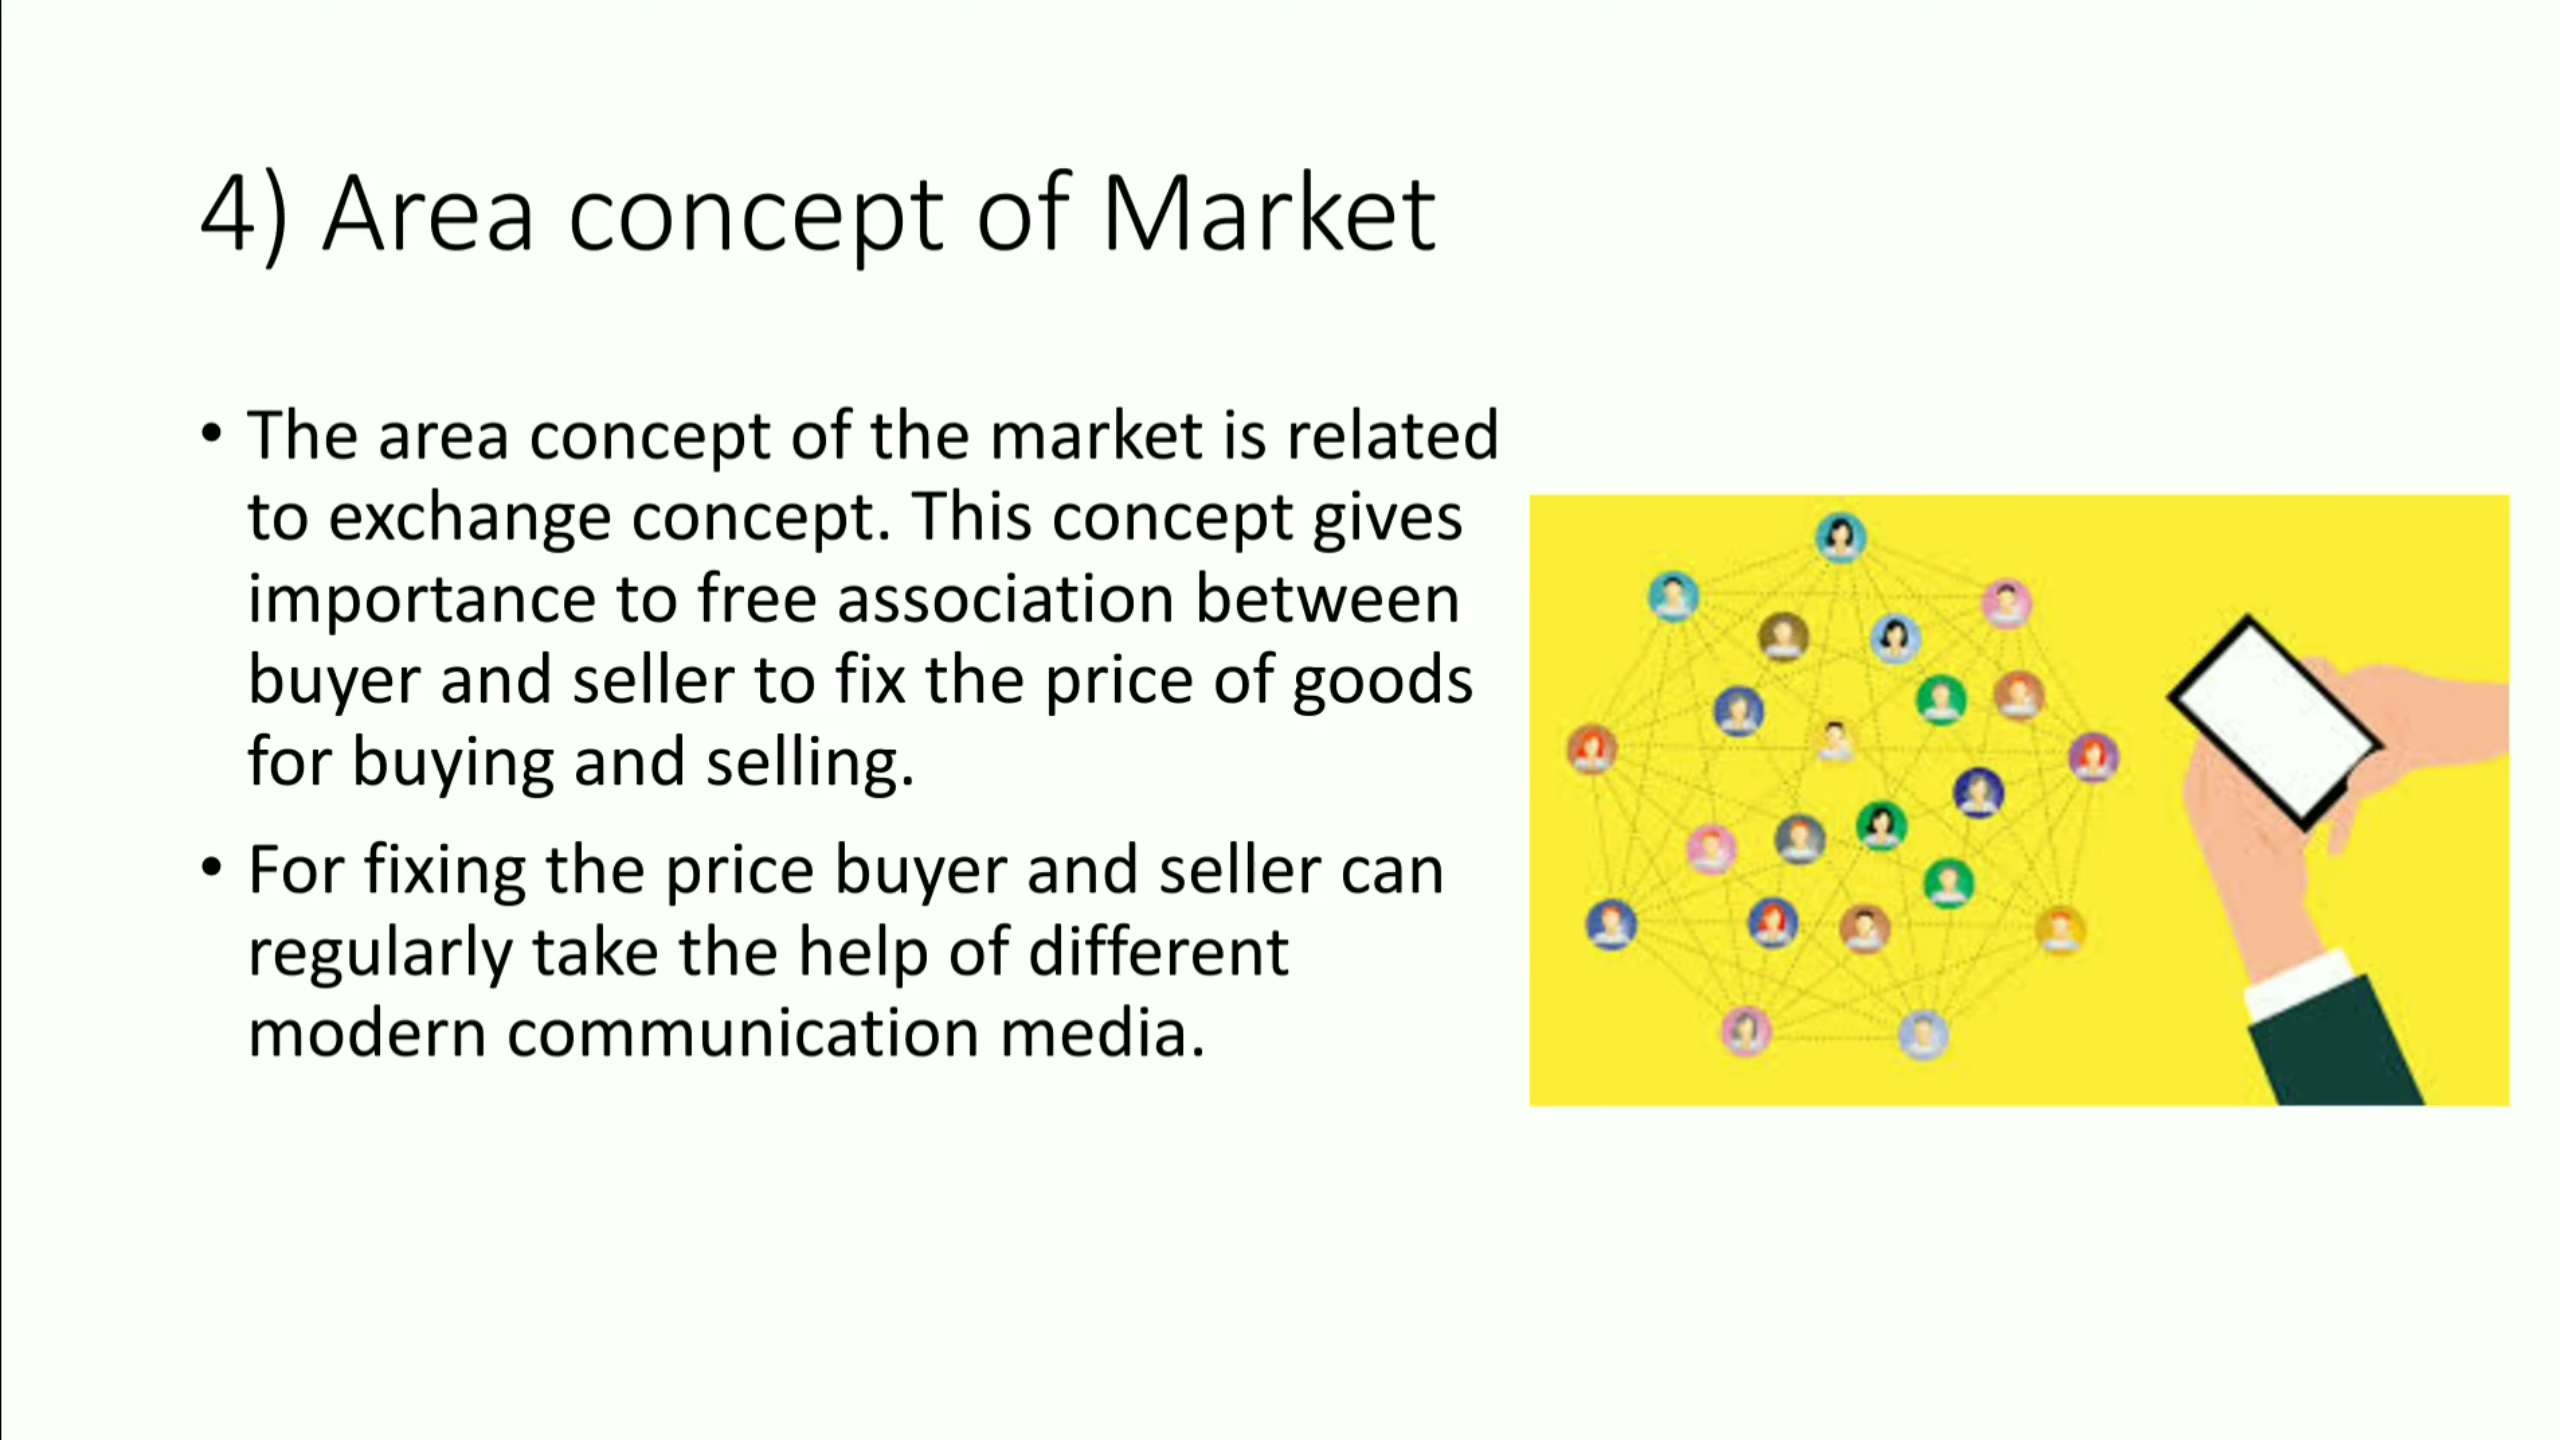 4) Area concept of Market
• The area concept of the market is related
to exchange concept. This concept gives
importance to free association between
buyer and seller to fix the price of goods
for buying and selling.
• For fixing the price buyer and seller can
regularly take the help of different
modern communication media.